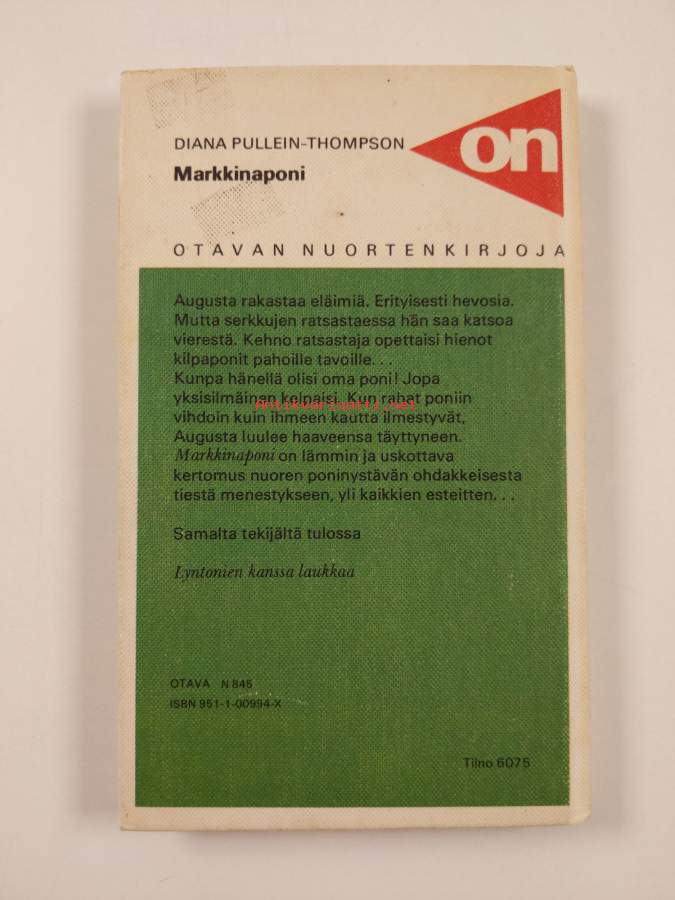 DIANA PULLEIN-THOMPSON
on
Markkinaponi
OTAVAN NUORTENKIRJOJA
Augusta rakastaa eläimiä. Erityisesti hevosia.
Mutta serkkujen ratsastaessa hän saa katsoa
vierestä. Kehno ratsastaja opettaisi hienot
kilpaponit pahoille tavoille. . .
Kunpa hänellä olisi oma poni! Jopa
yksisilmäinen kelpaisi. Kun rahat poniin
Antikvariaatti.net
vihdoin kuin ihmeen kautta ilmestyvät,
Augusta luulee haaveensa täyttyneen.
Markkinaponi on lämmin ja uskottava
kertomus nuoren poninystävän ohdakkeisesta
tiestä menestykseen, yli kaikkien esteitten. . .
Samalta tekijältä tulossa
Lyntonien kanssa laukkaa
OTAVA N 845
ISBN 951-1-00994-X
Tilno 6075